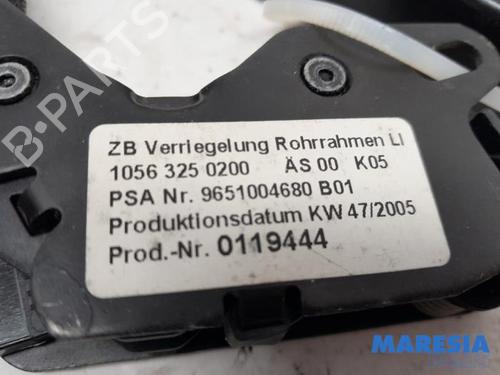 B-PARTS
ZB Verriegelung Rohrrahmen LI
1056 325 0200 ÄS 00 K05
PSA Nr. 9651004680 B01
Produktionsdatum KW 47/2005
Prod.-Nr. 0119444
MARESIA